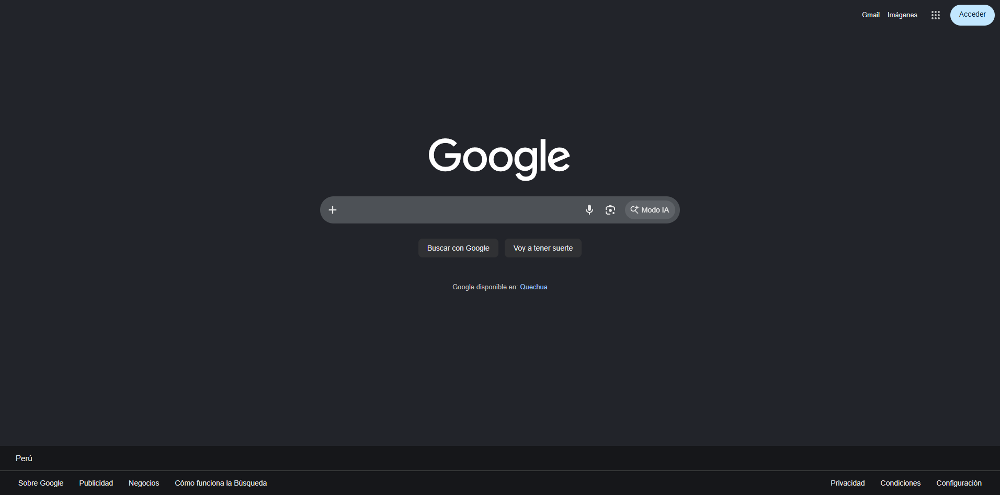 Gmail Imágenes Acceder
Google
Modo IA
Buscar con Google Voy a tener suerte
Google disponible en: Quechua
Perú
Sobre Google Publicidad Negocios Cómo funciona la Búsqueda Privacidad Condiciones Configuración